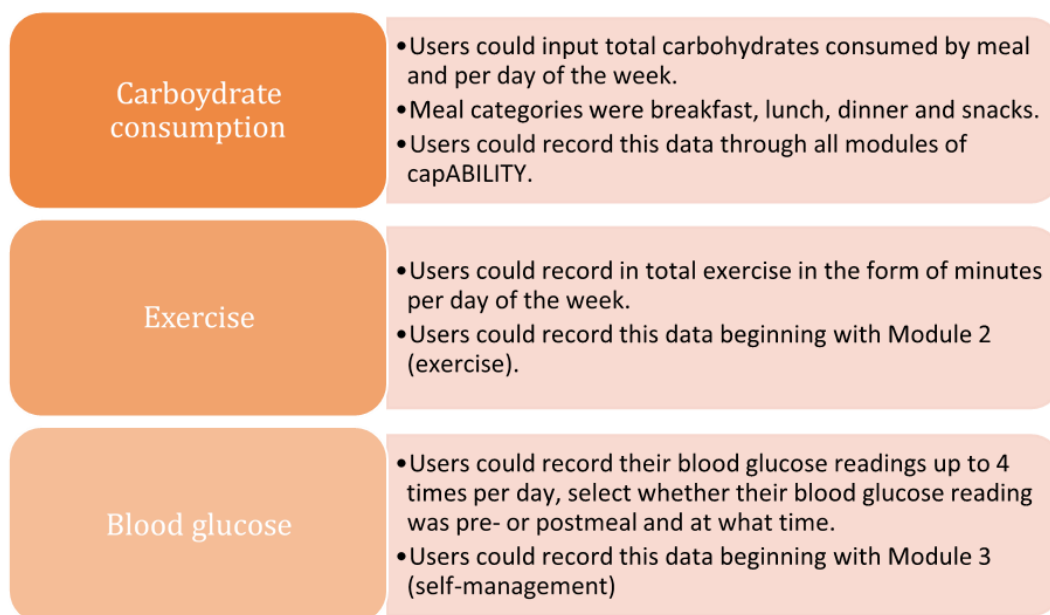 Carboydrate
consumption
•Users could input total carbohydrates consumed by meal
and per day of the week.
•Meal categories were breakfast, lunch, dinner and snacks.
•Users could record this data through all modules of
capABILITY.
Exercise
•Users could record in total exercise in the form of minutes
per day of the week.
•Users could record this data beginning with Module 2
(exercise).
Blood glucose
•Users could record their blood glucose readings up to 4
times per day, select whether their blood glucose reading
was pre- or postmeal and at what time.
•Users could record this data beginning with Module 3
(self-management)